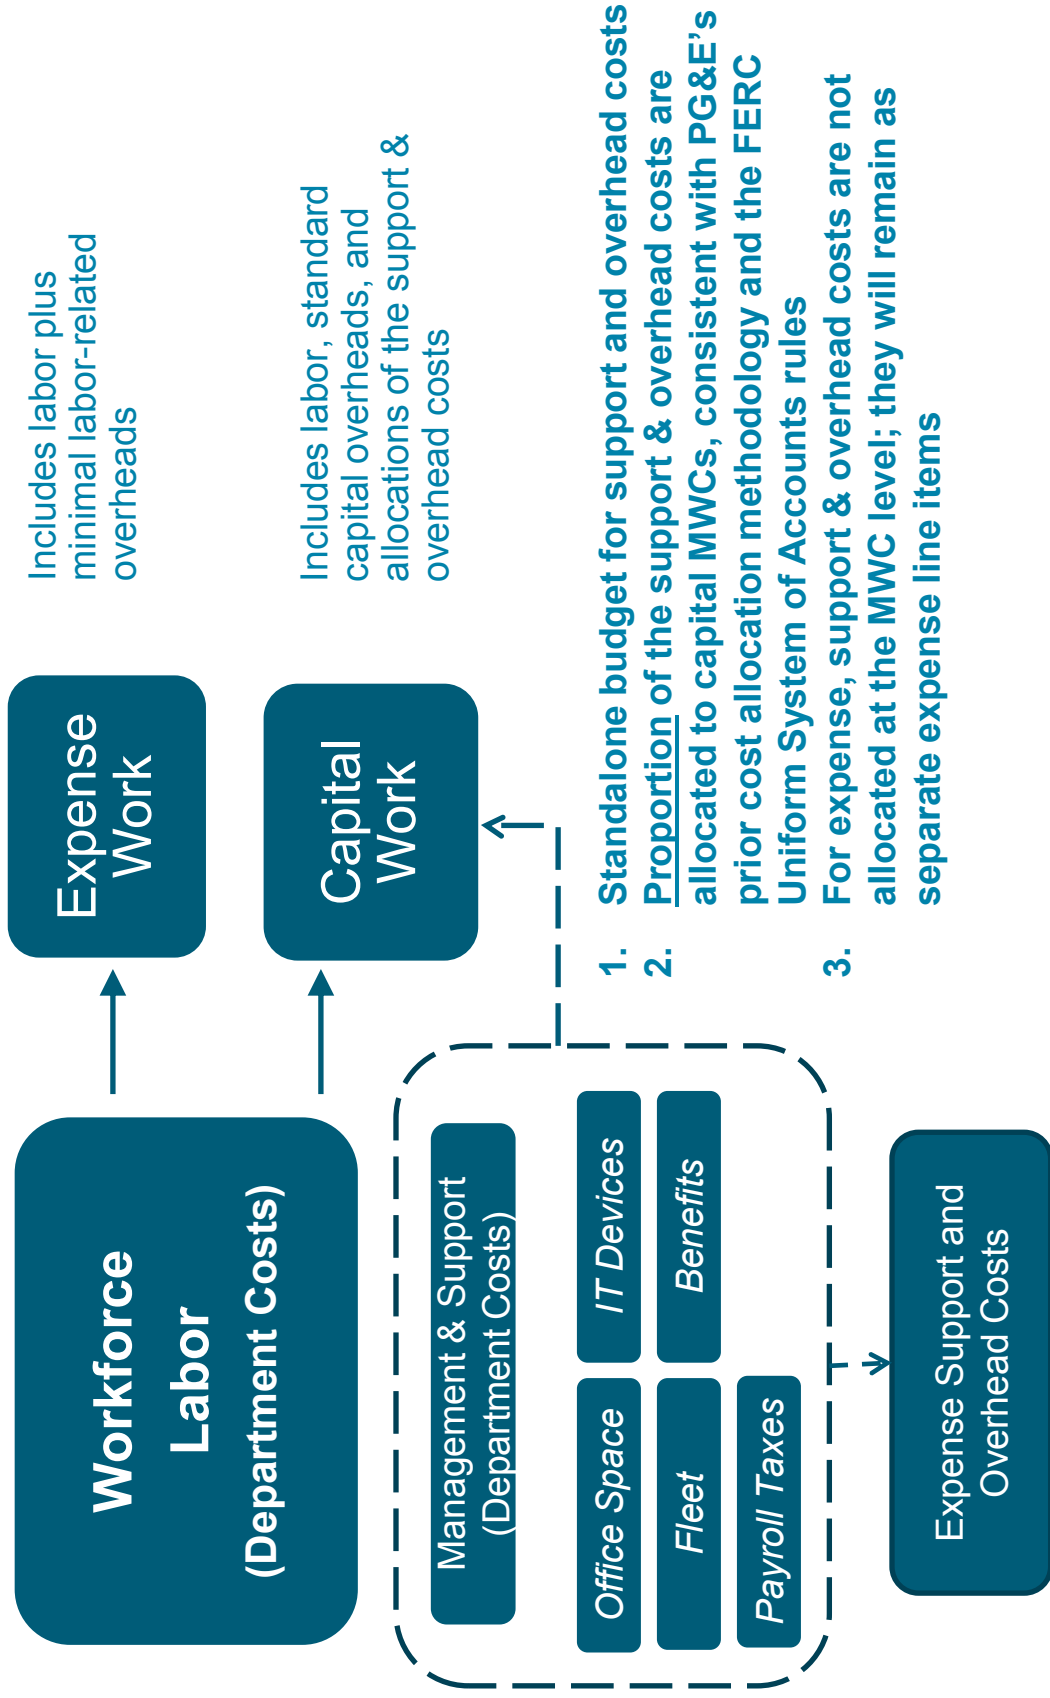 Workforce
Labor
(Department Costs)
Expense
Work
Includes labor plus
minimal labor-related
overheads
Capital
Work
Includes labor, standard
capital overheads, and
allocations of the support &
overhead costs
Management & Support
(Department Costs)
Office Space
IT Devices
Fleet
Benefits
Payroll Taxes
Expense Support and
Overhead Costs
1. Standalone budget for support and overhead costs
2. Proportion of the support & overhead costs are
allocated to capital MWCs, consistent with PG&E's
prior cost allocation methodology and the FERC
Uniform System of Accounts rules
3. For expense, support & overhead costs are not
allocated at the MWC level; they will remain as
separate expense line items